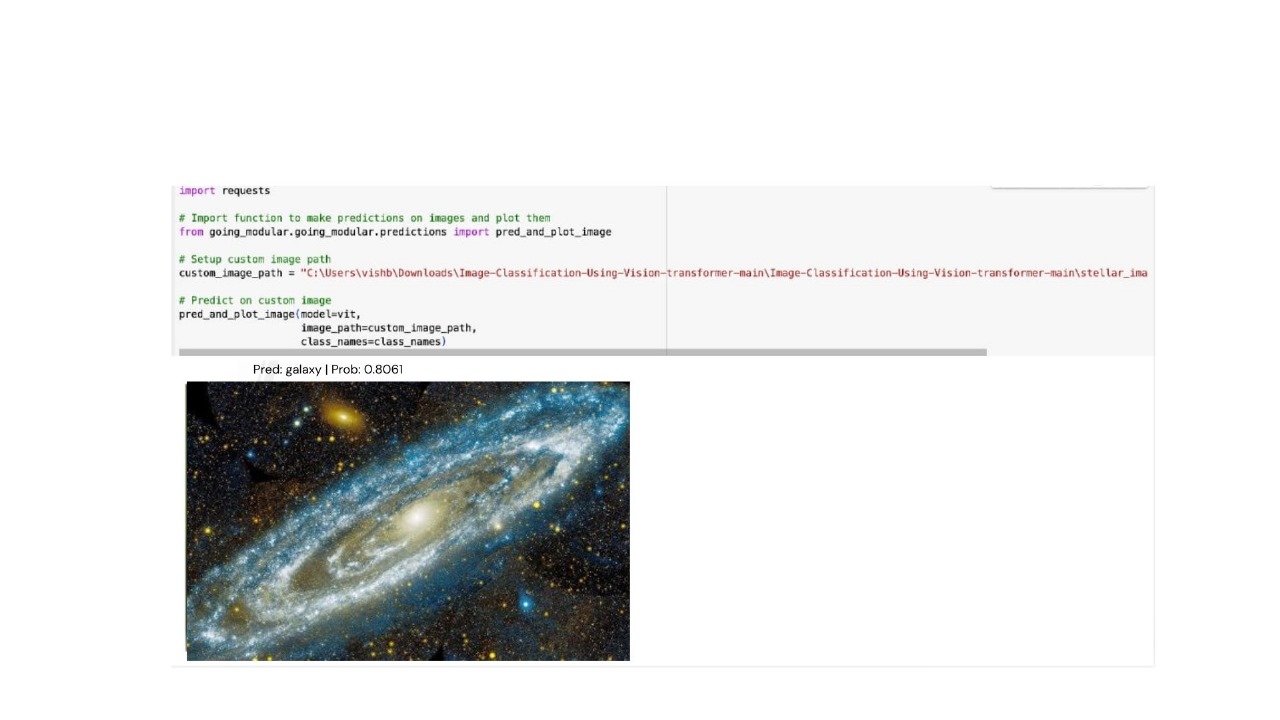 import requests
# Import function to make predictions on images and plot them
from going_modular.going_modular.predictions import pred_and_plot_image
# Setup custom image path
custom_image_path = "C:\Users\vishb\Downloads\Image-Classification-Using-Vision-transformer-main\Image-Classification-Using-Vision-transformer-main\stellar_ima
# Predict on custom image
pred_and_plot_image(model=vit,
image_path=custom_image_path,
class_names=class_names)
Pred: galaxy | Prob: 0.8061